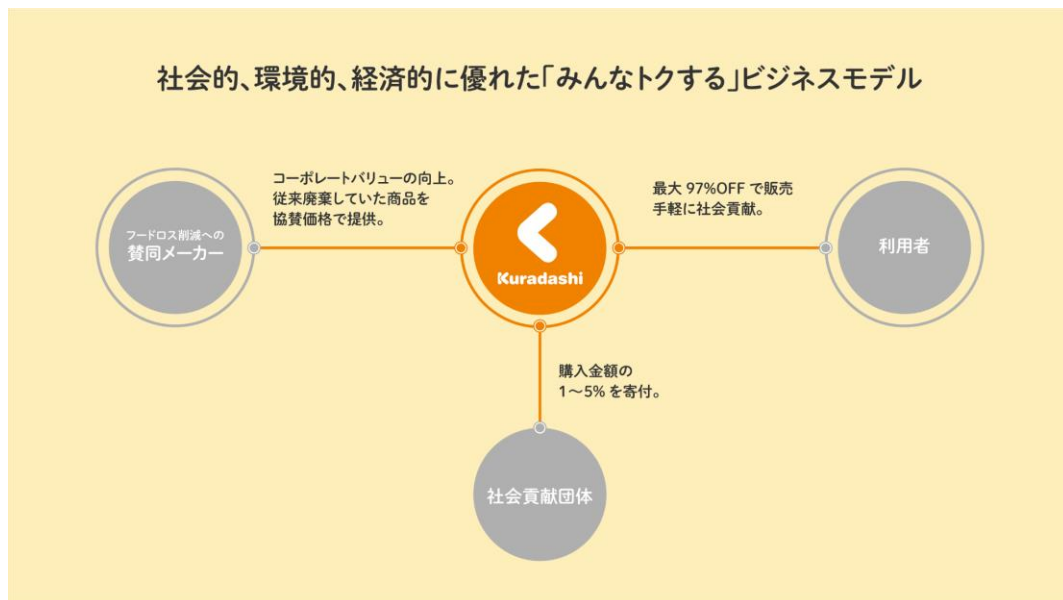 社会的、環境的、経済的に優れた「みんなトクする」ビジネスモデル
コーポレートバリューの向上。
従来廃棄していた商品を
協賛価格で提供。
最大 97%OFF で販売
手軽に社会貢献。
フードロス削減への
賛同メーカー
Kuradashi
利用者
購入金額の
1〜5% を寄付。
社会貢献団体